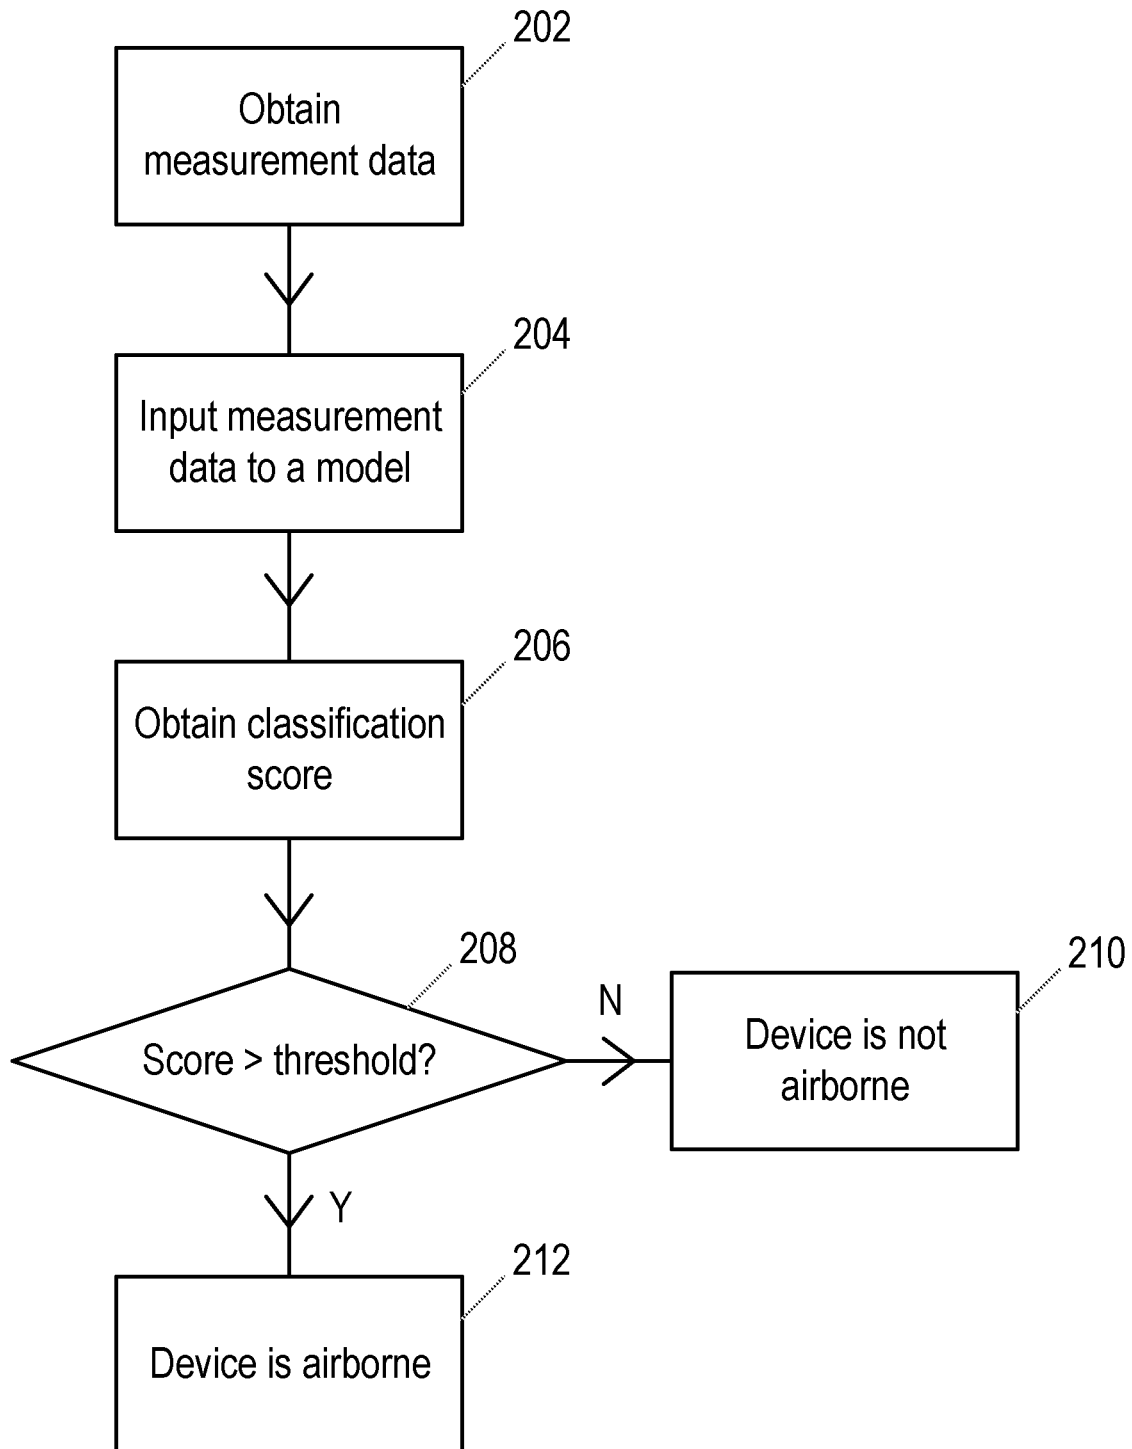 202
Obtain
measurement data
204
Input measurement
data to a model
206
Obtain classification
score
208
Score > threshold?
N
210
Device is not
airborne
Y
212
Device is airborne